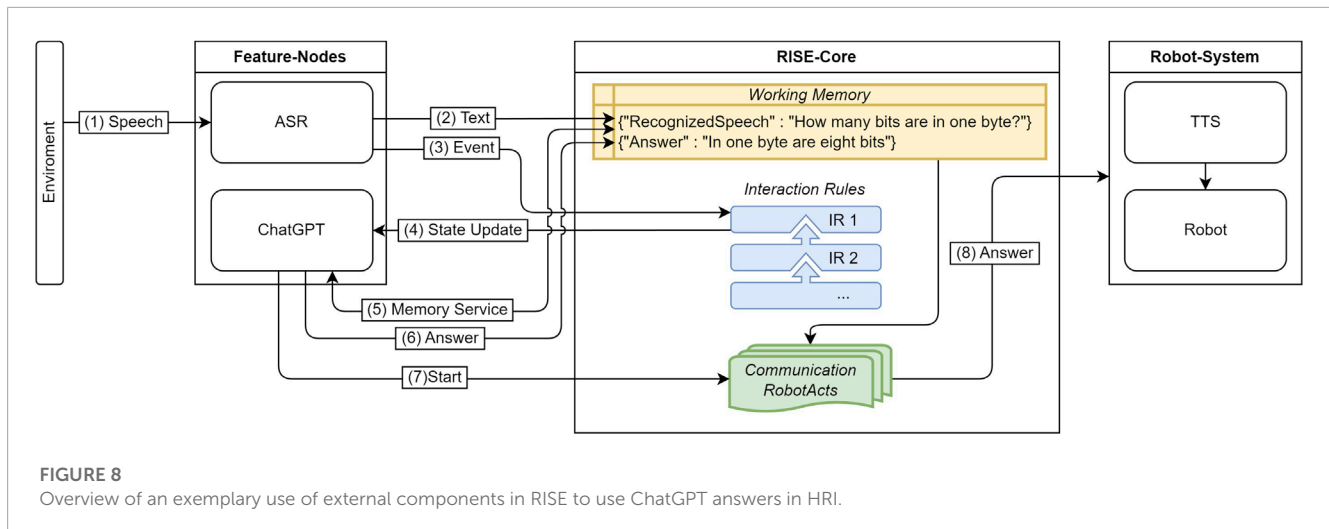 Enviroment
(1) Speech
Feature-Nodes
ASR
ChatGPT
(2) Text
(3) Event
(4) State Update
(5) Memory Service
(6) Answer
(7)Start
RISE-Core
Working Memory
{"RecognizedSpeech" : "How many bits are in one byte?"}
{"Answer" : "In one byte are eight bits"}
Interaction Rules
IR 1
IR 2
...
Communication
RobotActs
(8) Answer
Robot-System
TTS
Robot
FIGURE 8
Overview of an exemplary use of external components in RISE to use ChatGPT answers in HRI.